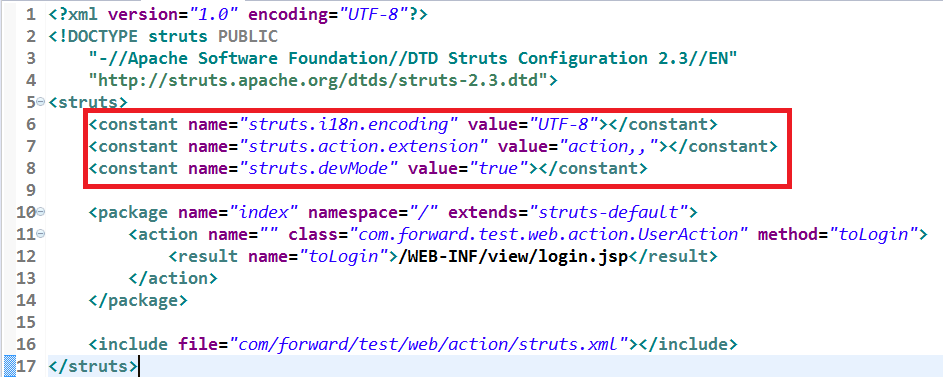 1 <?xml version="1.0" encoding="UTF-8"?>
2 <!DOCTYPE struts PUBLIC
3     "-//Apache Software Foundation//DTD Struts Configuration 2.3//EN"
4     "http://struts.apache.org/dtds/struts-2.3.dtd">
5 <struts>
6     <constant name="struts.i18n.encoding" value="UTF-8"></constant>
7     <constant name="struts.action.extension" value="action,,"></constant>
8     <constant name="struts.devMode" value="true"></constant>
9
10     <package name="index" namespace="/" extends="struts-default">
11         <action name="" class="com.forward.test.web.action.UserAction" method="toLogin">
12             <result name="toLogin">/WEB-INF/view/login.jsp</result>
13         </action>
14     </package>
15
16     <include file="com/forward/test/web/action/struts.xml"></include>
17 </struts>